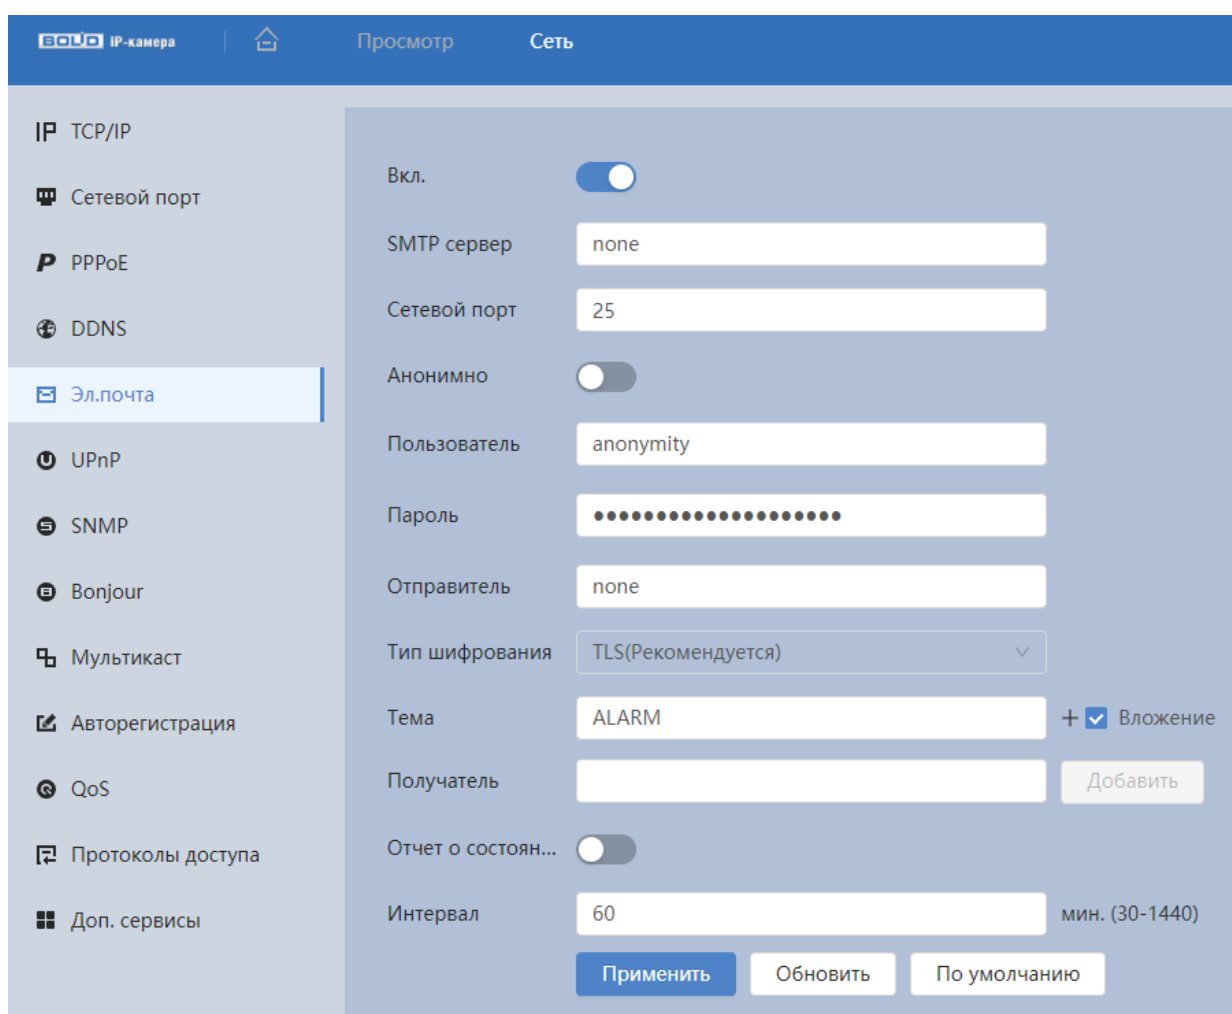 BOLID IP-камера Просмотр Сеть
TCP/IP
Сетевой порт
PPPoE
DDNS
Эл.почта
UPnP
SNMP
Bonjour
Мультикаст
Авторегистрация
QoS
Протоколы доступа
Доп. сервисы
Вкл.
SMTP сервер none
Сетевой порт 25
Анонимно
Пользователь anonymity
Пароль ••••••••••••••••••••
Отправитель none
Тип шифрования TLS(Рекомендуется)
Тема ALARM + Вложение
Получатель Добавить
Отчет о состоян...
Интервал 60 мин. (30-1440)
Применить Обновить По умолчанию